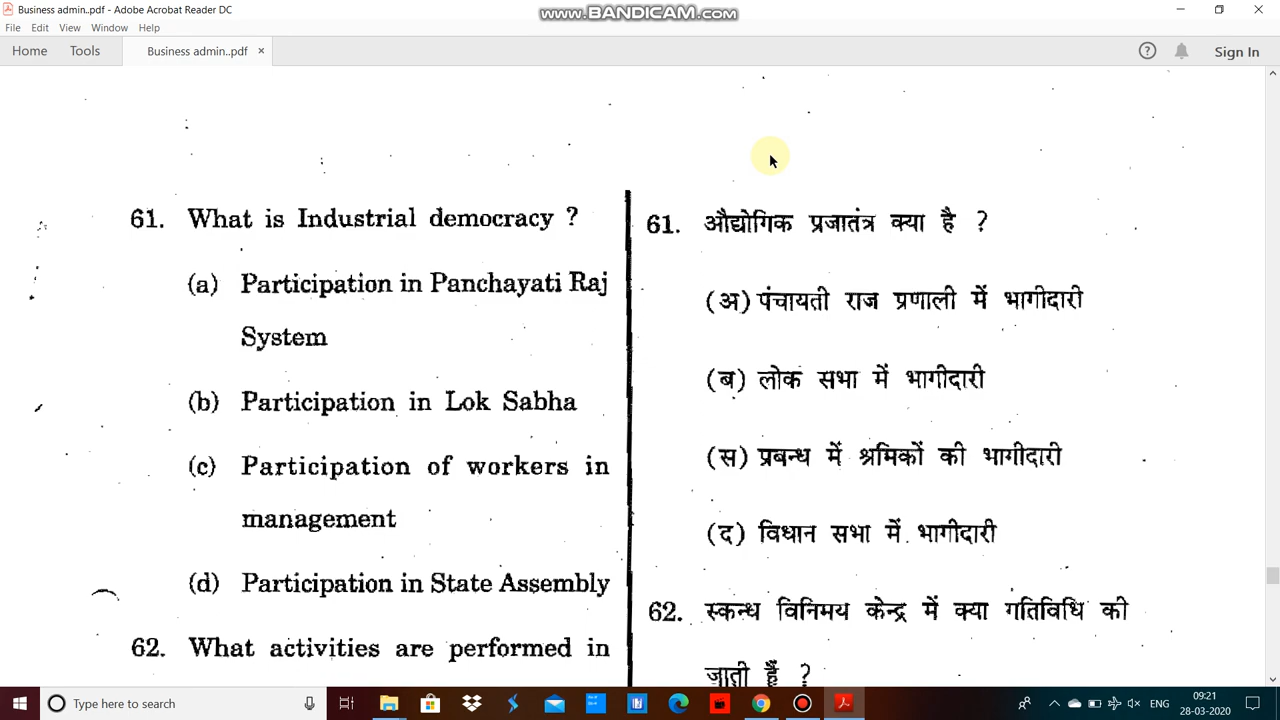 Business admin..pdf - Adobe Acrobat Reader DC
WWW.BANDICAM.COM
File Edit View Window Help
Home Tools Business admin..pdf × Sign In
61. What is Industrial democracy ?
(a) Participation in Panchayati Raj
System
(b) Participation in Lok Sabha
(c) Participation of workers in
management
(d) Participation in State Assembly
62. What activities are performed in
61. औद्योगिक प्रजातंत्र क्या है ?
(अ) पंचायती राज प्रणाली में भागीदारी
(ब) लोक सभा में भागीदारी
(स) प्रबन्ध में श्रमिकों की भागीदारी
(द) विधान सभा में भागीदारी
62. स्कन्ध विनिमय केन्द्र में क्या गतिविधि की
जाती हैं ?
Type here to search
ENG
09:21
28-03-2020